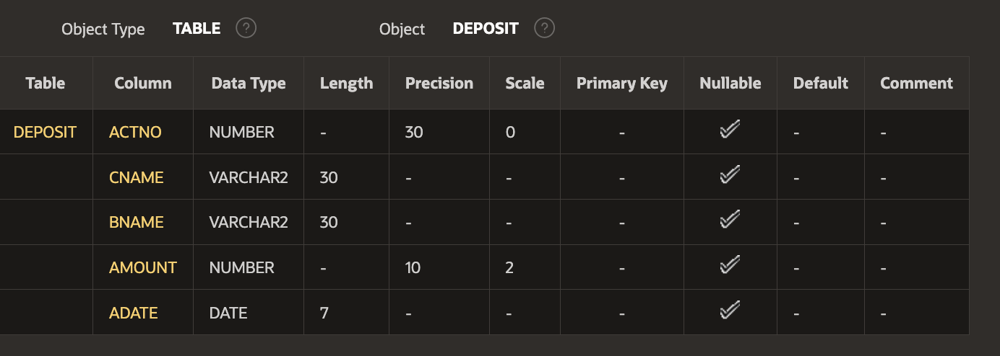 Object Type TABLE ? Object DEPOSIT ?
Table Column Data Type Length Precision Scale Primary Key Nullable Default Comment
DEPOSIT ACTNO NUMBER - 30 0 - - -
CNAME VARCHAR2 30 - - - - -
BNAME VARCHAR2 30 - - - - -
AMOUNT NUMBER - 10 2 - - -
ADATE DATE 7 - - - - -